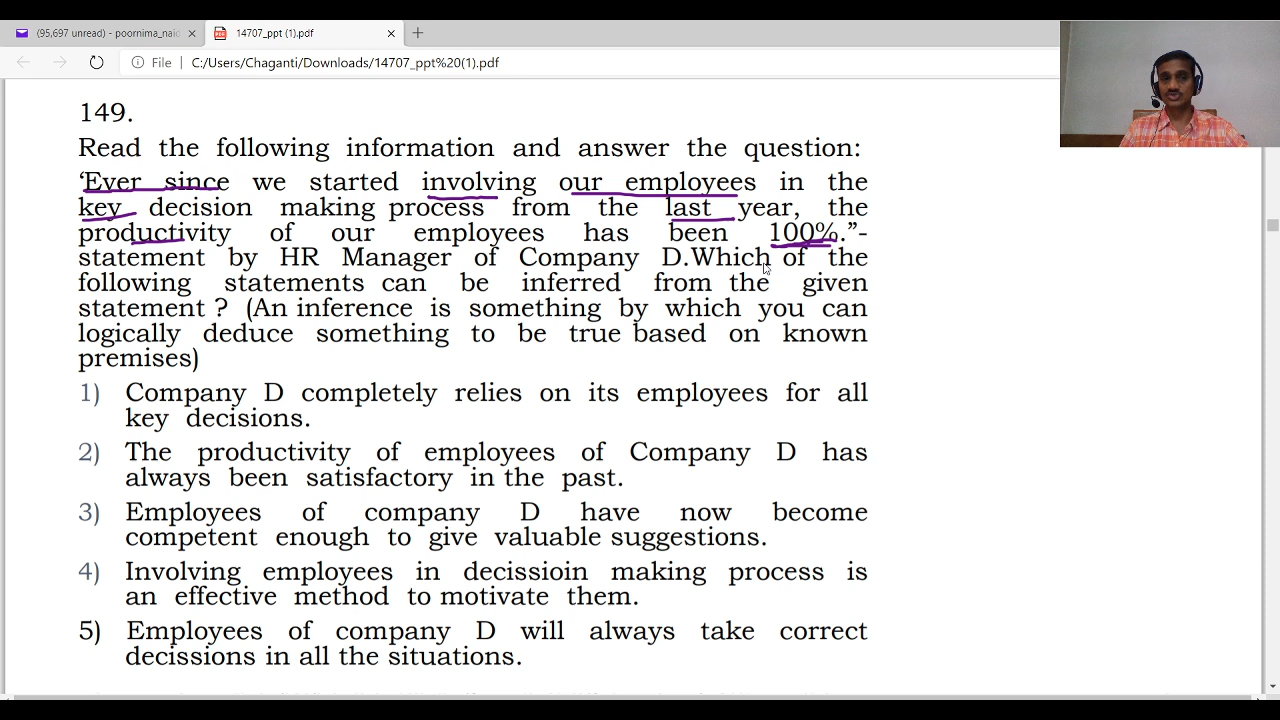 (95,697 unread) - poornima_naid
14707_ppt (1).pdf
File | C:/Users/Chaganti/Downloads/14707_ppt%20(1).pdf
149.
Read the following information and answer the question:
‘Ever since we started involving our employees in the
key decision making process from the last year, the
productivity of our employees has been 100%.”-
statement by HR Manager of Company D.Which of the
following statements can be inferred from the given
statement ? (An inference is something by which you can
logically deduce something to be true based on known
premises)
1) Company D completely relies on its employees for all
key decisions.
2) The productivity of employees of Company D has
always been satisfactory in the past.
3) Employees of company D have now become
competent enough to give valuable suggestions.
4) Involving employees in decissioin making process is
an effective method to motivate them.
5) Employees of company D will always take correct
decissions in all the situations.